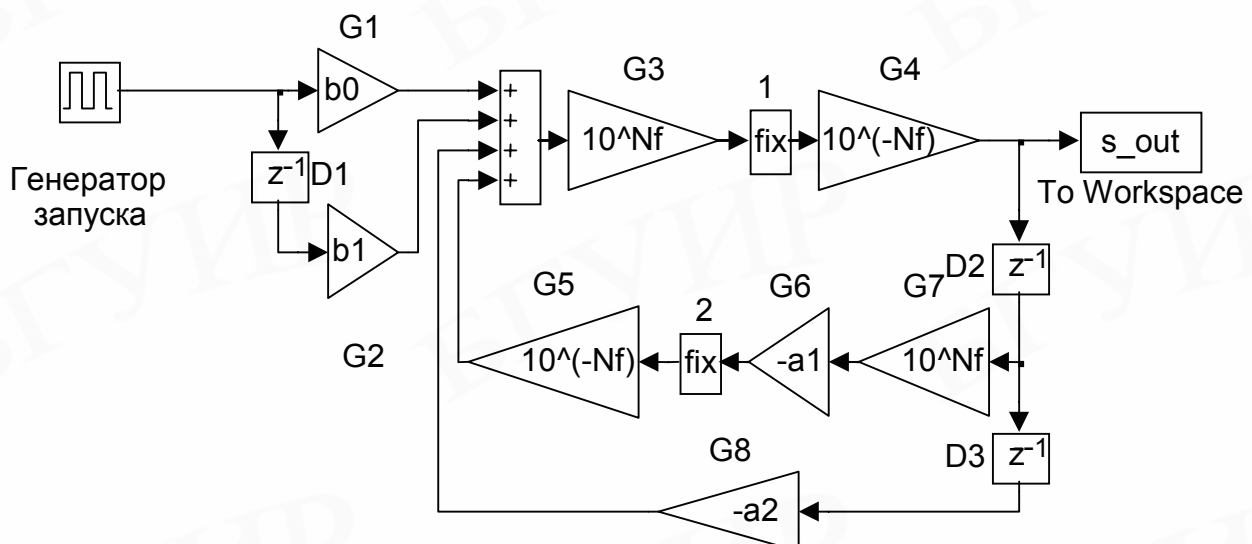 G1
b0
Генератор
запуска
z-1 D1
b1
G2
+
+
+
+
G3
10^Nf
1
fix
G4
10^(-Nf)
s_out
To Workspace
D2 z-1
G5
10^(-Nf)
2
fix
G6
-a1
G7
10^Nf
D3 z-1
G8
-a2
БГУИР